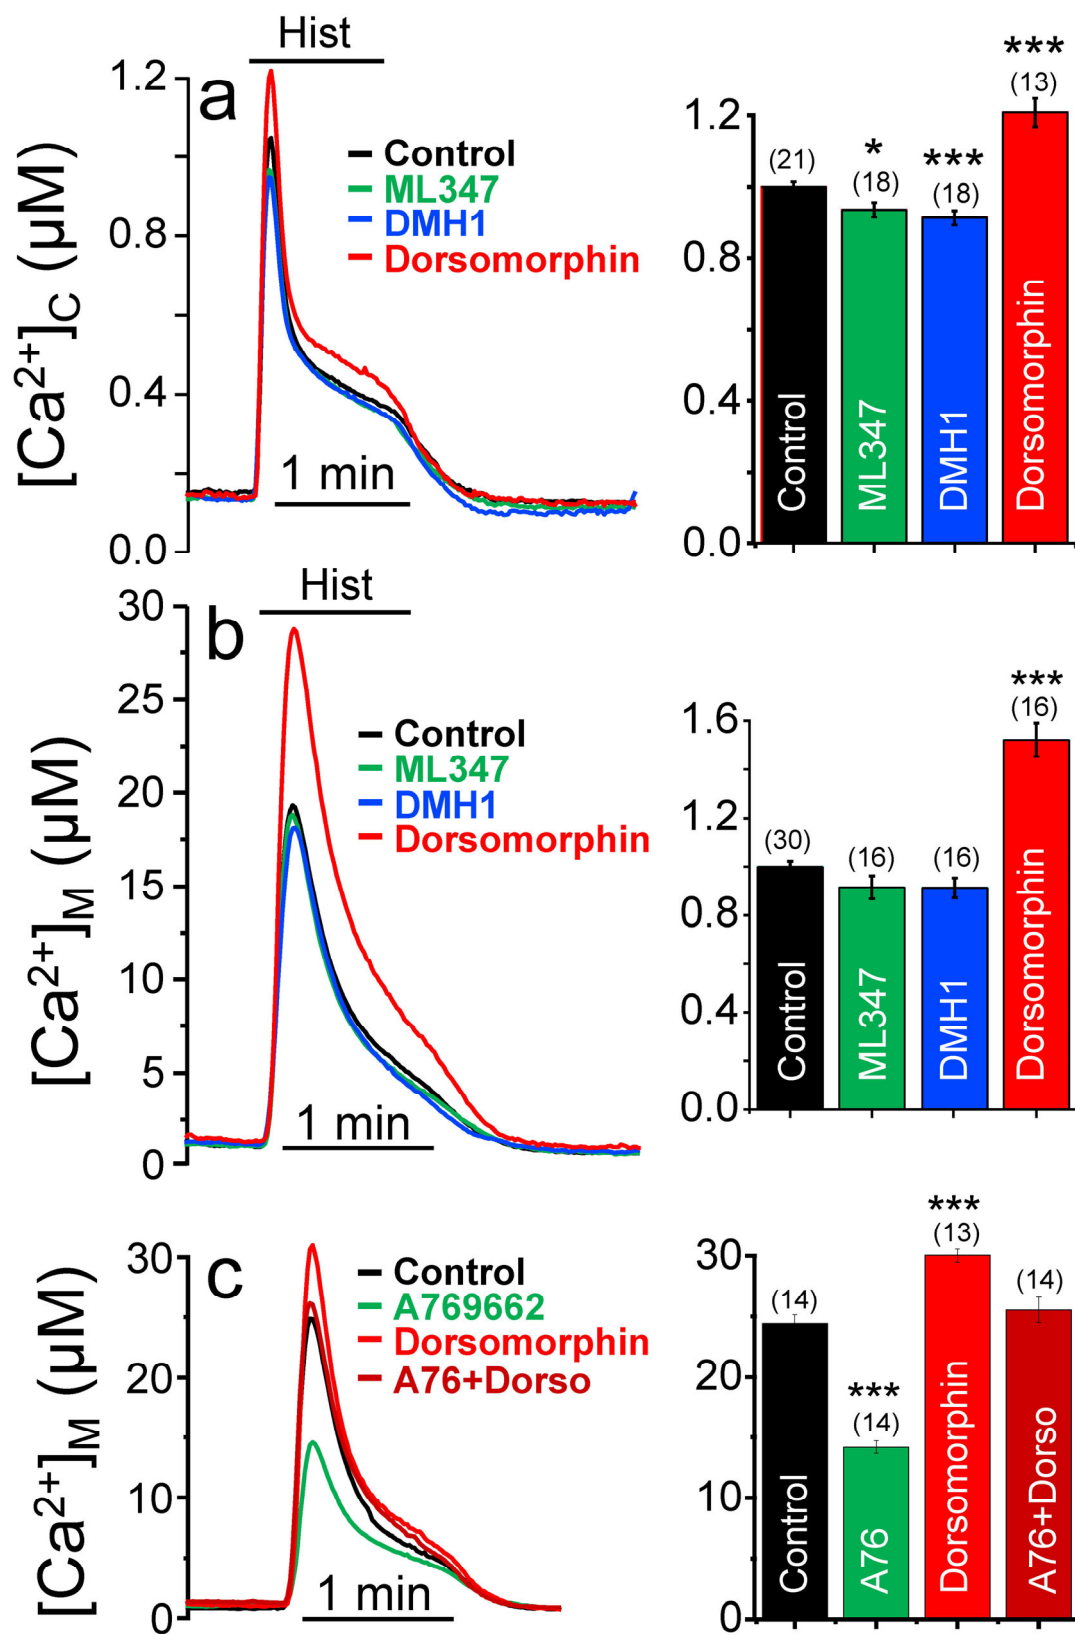 Hist
a
[Ca²⁺]C (µM)
1.2
0.8
0.4
0.0
Control
ML347
DMH1
Dorsomorphin
1 min
1.2
0.8
0.4
0.0
(21)
*
(18)
***
(18)
***
(13)
Control
ML347
DMH1
Dorsomorphin
Hist
b
[Ca²⁺]M (µM)
30
25
20
15
10
5
0
Control
ML347
DMH1
Dorsomorphin
1 min
1.6
1.2
0.8
0.4
0.0
(30)
(16)
(16)
***
(16)
Control
ML347
DMH1
Dorsomorphin
c
[Ca²⁺]M (µM)
30
20
10
0
Control
A769662
Dorsomorphin
A76+Dorso
1 min
30
20
10
0
(14)
***
(14)
***
(13)
(14)
Control
A76
Dorsomorphin
A76+Dorso